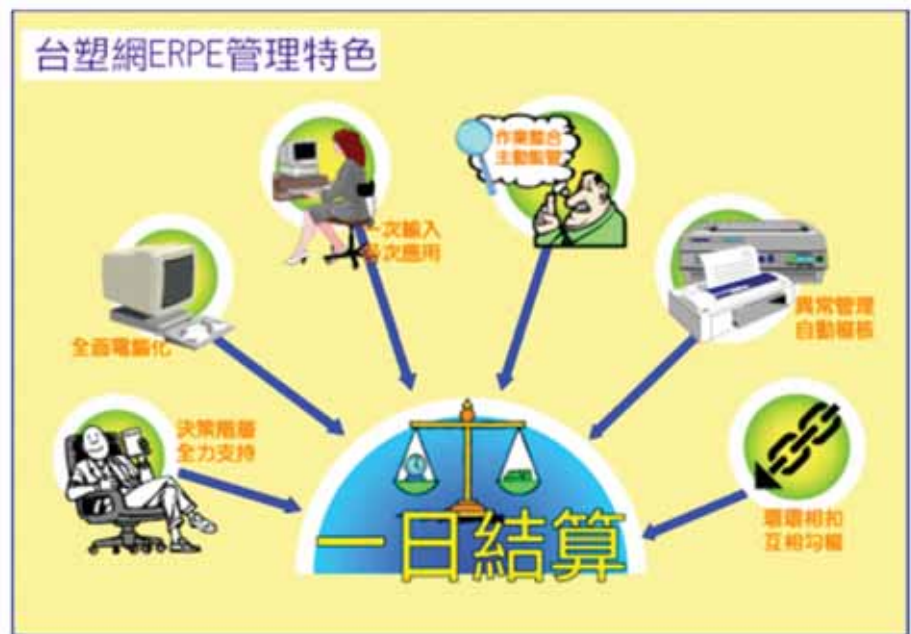 台塑網ERPE管理特色
作業整合
主動監管
一次輸入
多次應用
異常管理
自動稽核
全面電腦化
決策階層
全力支持
環環相扣
互相勾稽
一日結算